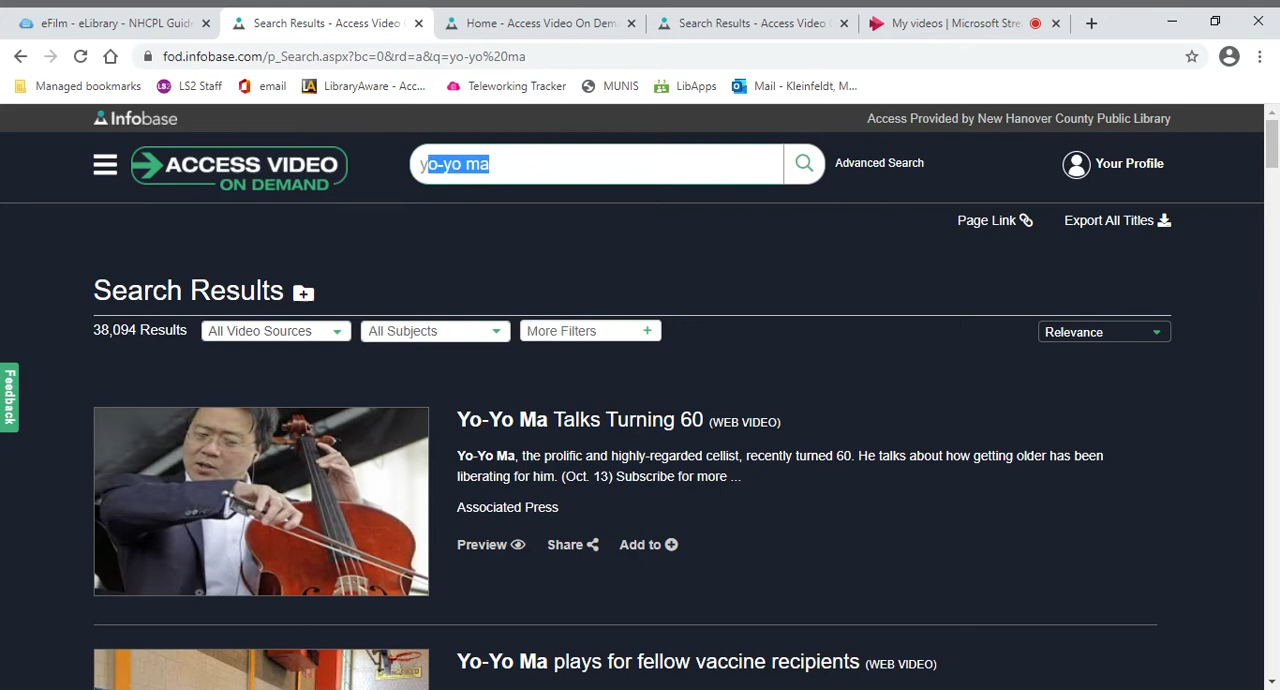 eFilm - eLibrary - NHCPL Guide
Search Results - Access Video
Home - Access Video On Dem
Search Results - Access Video
My videos | Microsoft Stre
fod.infobase.com/p_Search.aspx?bc=0&rd=a&q=yo-yo%20ma
Managed bookmarks
LS2 Staff
email
LibraryAware - Acc...
Teleworking Tracker
MUNIS
LibApps
Mail - Kleinfeldt, M...
Infobase
Access Provided by New Hanover County Public Library
ACCESS VIDEO
ON DEMAND
yo-yo ma
Advanced Search
Your Profile
Page Link
Export All Titles
Search Results
38,094 Results
All Video Sources
All Subjects
More Filters +
Relevance
Feedback
Yo-Yo Ma Talks Turning 60 (WEB VIDEO)
Yo-Yo Ma, the prolific and highly-regarded cellist, recently turned 60. He talks about how getting older has been
liberating for him. (Oct. 13) Subscribe for more ...
Associated Press
Preview
Share
Add to
Yo-Yo Ma plays for fellow vaccine recipients (WEB VIDEO)